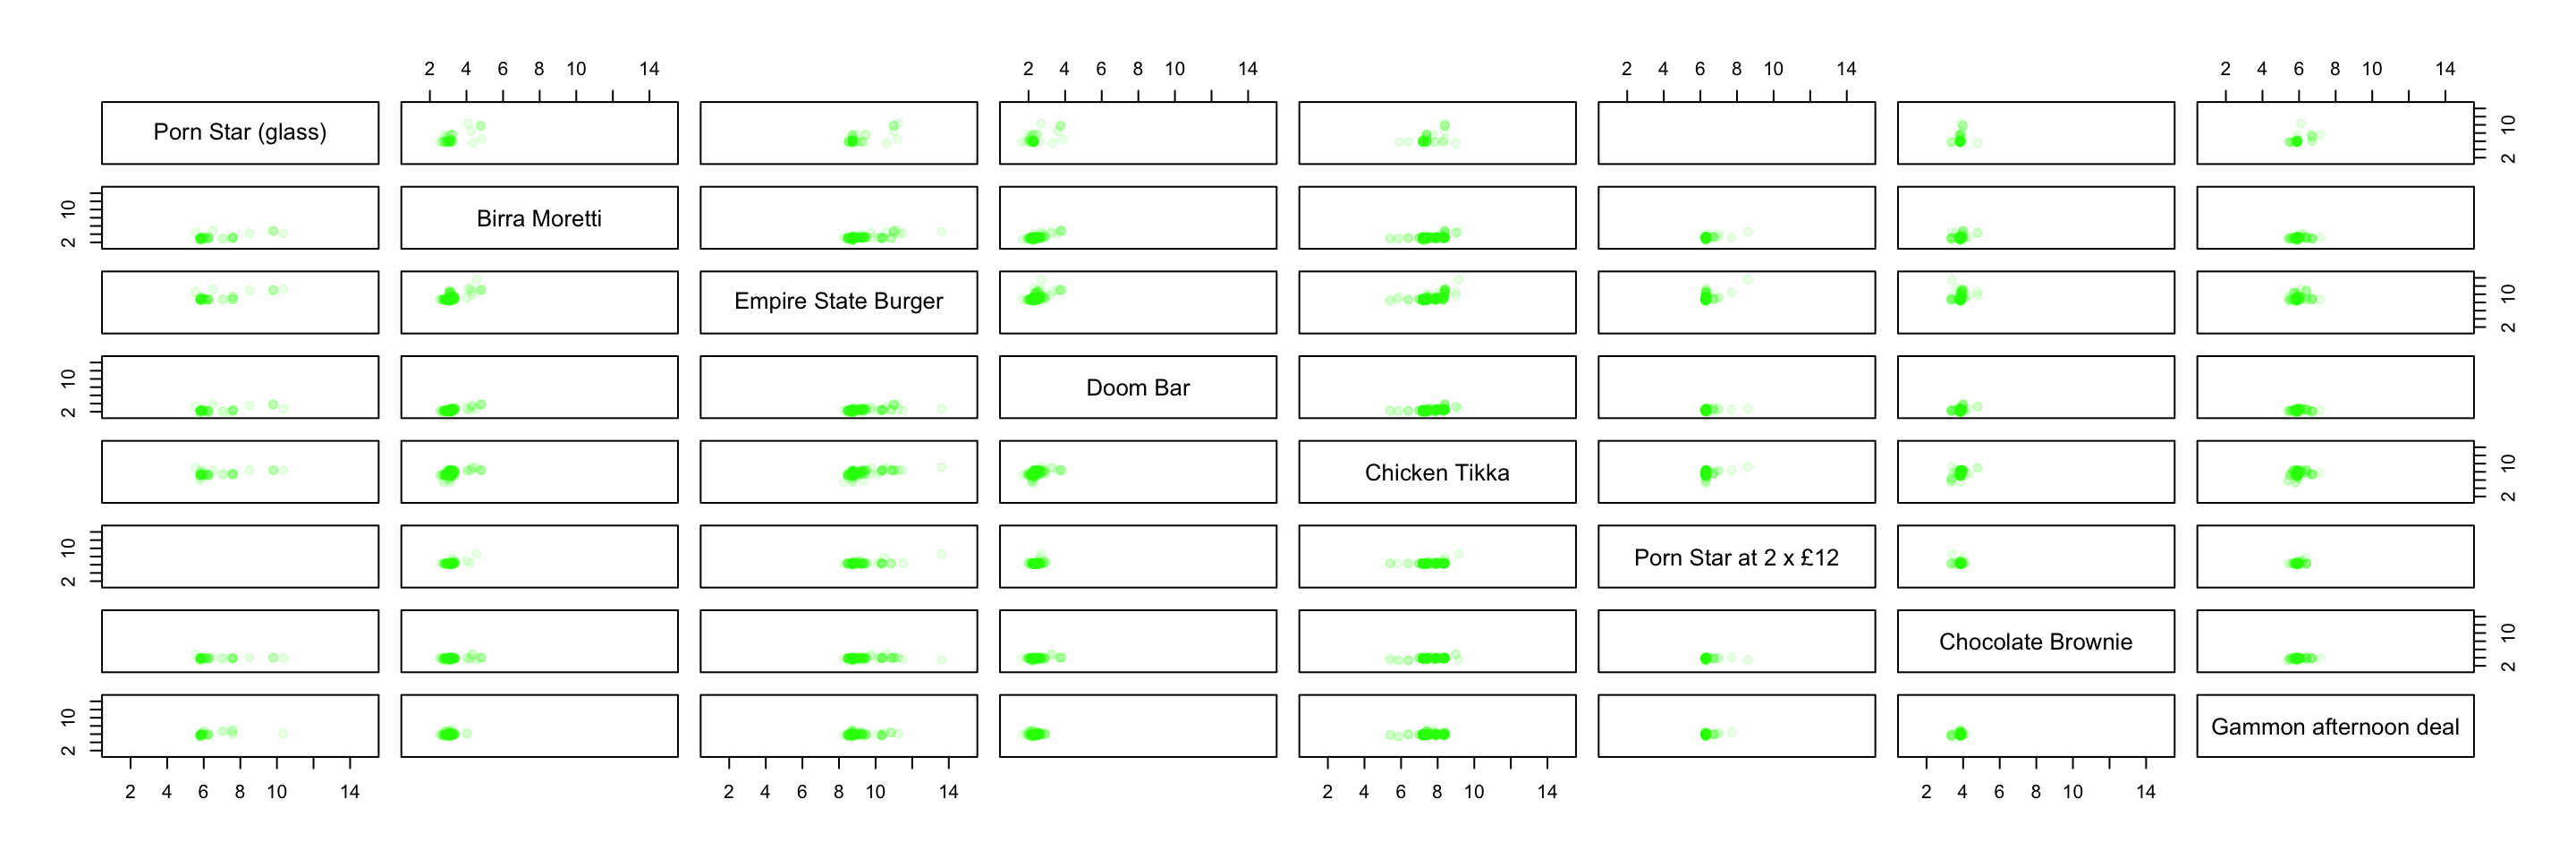 2 4 6 8 10 14 2 4 6 8 10 14 2 4 6 8 10 14 2 4 6 8 10 14
Porn Star (glass) 2 10
2 10 Birra Moretti
Empire State Burger 2 10
2 10 Doom Bar
Chicken Tikka 2 10
2 10 Porn Star at 2 x £12
Chocolate Brownie 2 10
2 10 Gammon afternoon deal
2 4 6 8 10 14 2 4 6 8 10 14 2 4 6 8 10 14 2 4 6 8 10 14